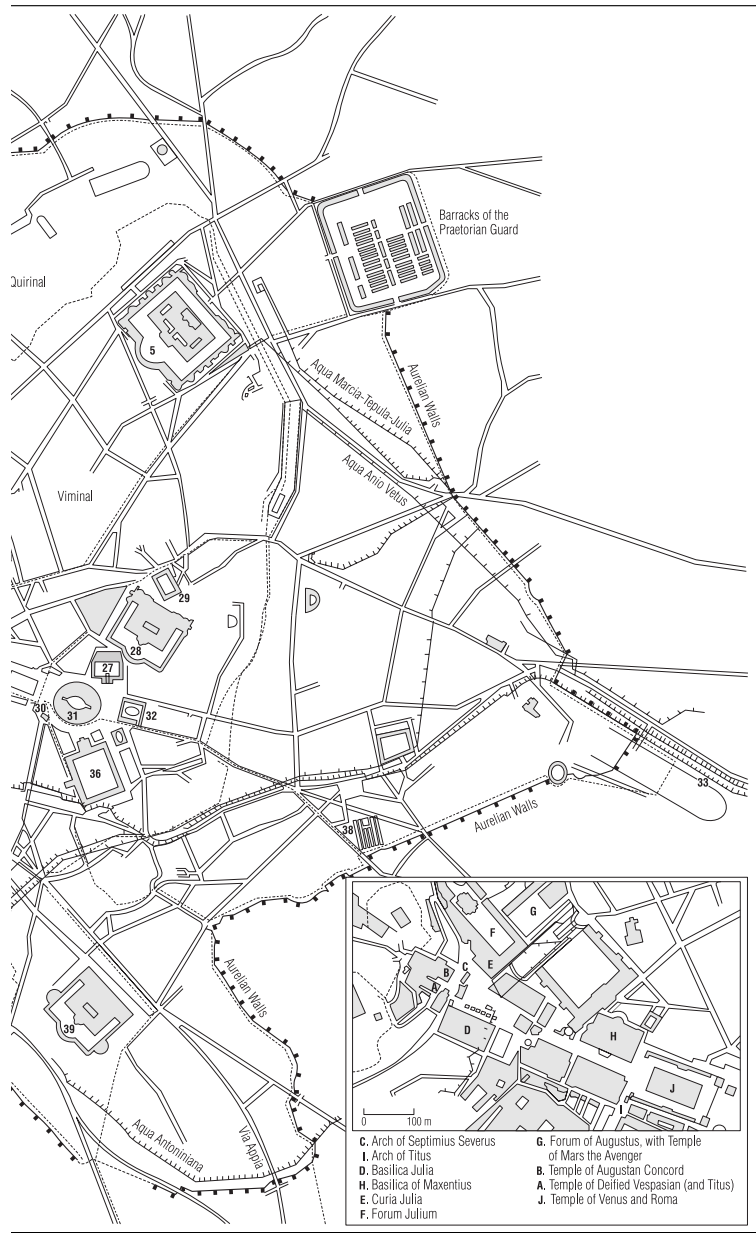 Barracks of the
Praetorian Guard
Quirinal
5
Aqua Marcia-Tepula-Julia
Aurelian Walls
Aqua Anio Vetus
Viminal
29
28
27
30
31
32
36
33
38
Aurelian Walls
Aurelian Walls
39
Aqua Antoniniana
Via Appia
G
F
C
E
B
A
D
H
J
I
0 100 m
C. Arch of Septimius Severus
I. Arch of Titus
D. Basilica Julia
H. Basilica of Maxentius
E. Curia Julia
F. Forum Julium
G. Forum of Augustus, with Temple
of Mars the Avenger
B. Temple of Augustan Concord
A. Temple of Deified Vespasian (and Titus)
J. Temple of Venus and Roma